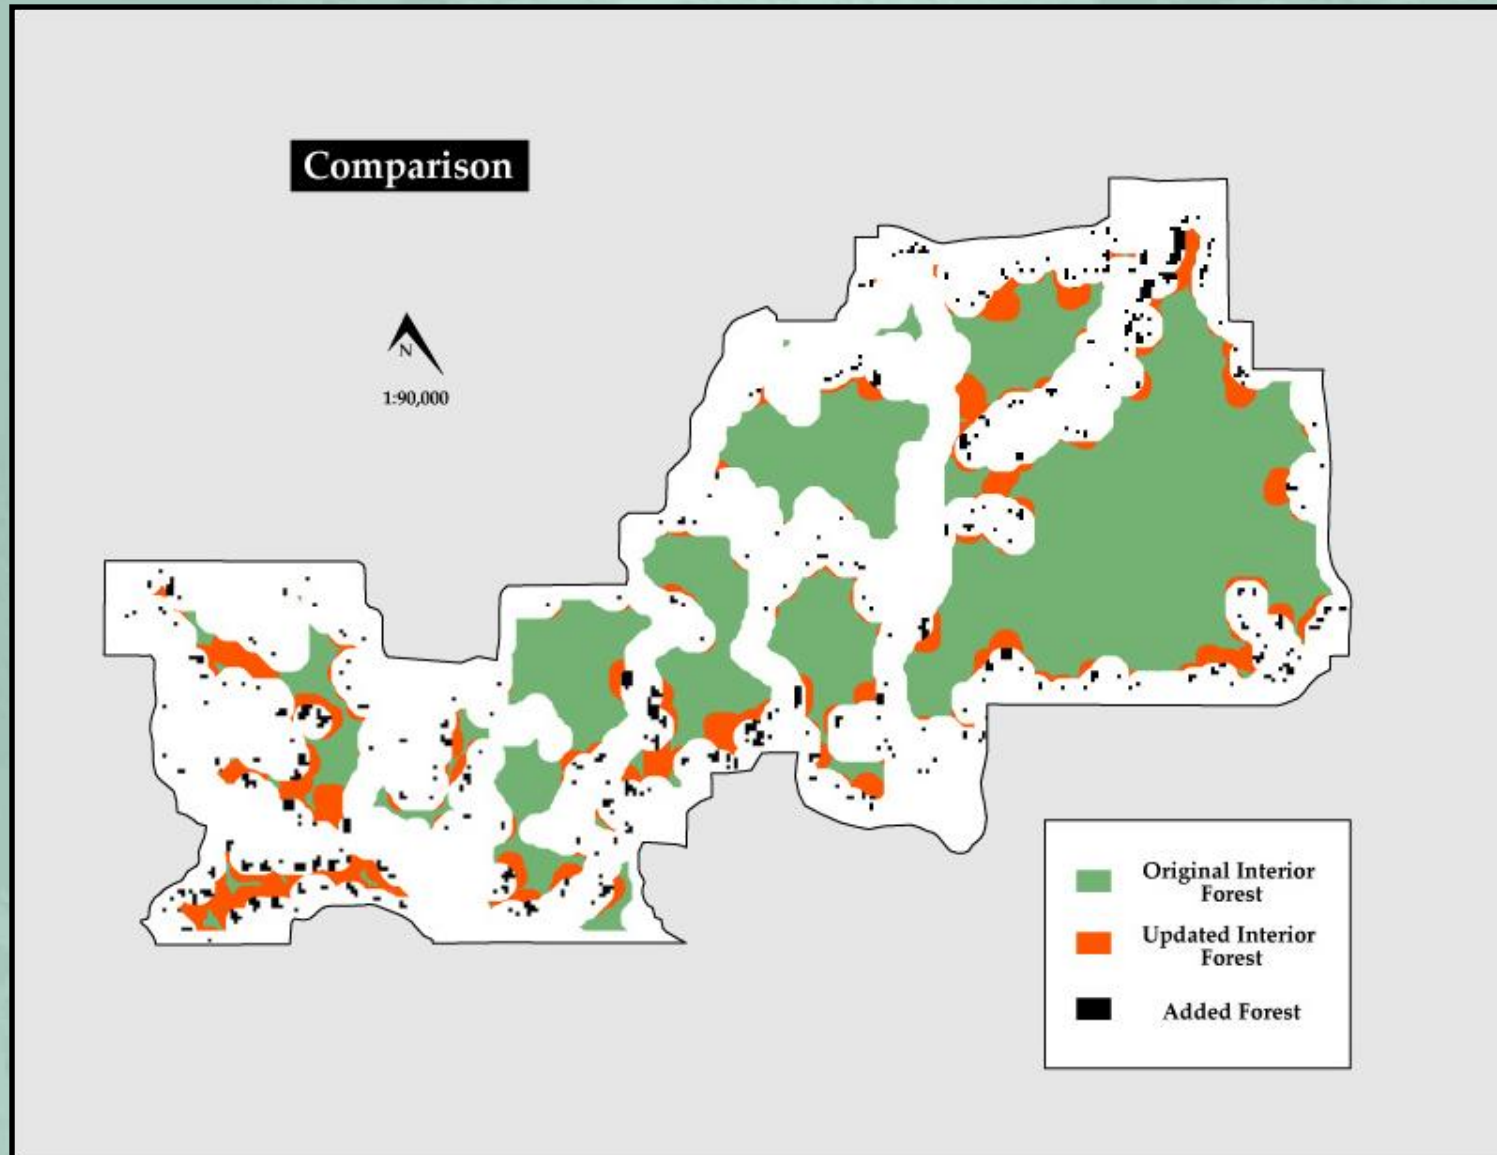 Comparison
N
1:90,000
Original Interior
Forest
Updated Interior
Forest
Added Forest